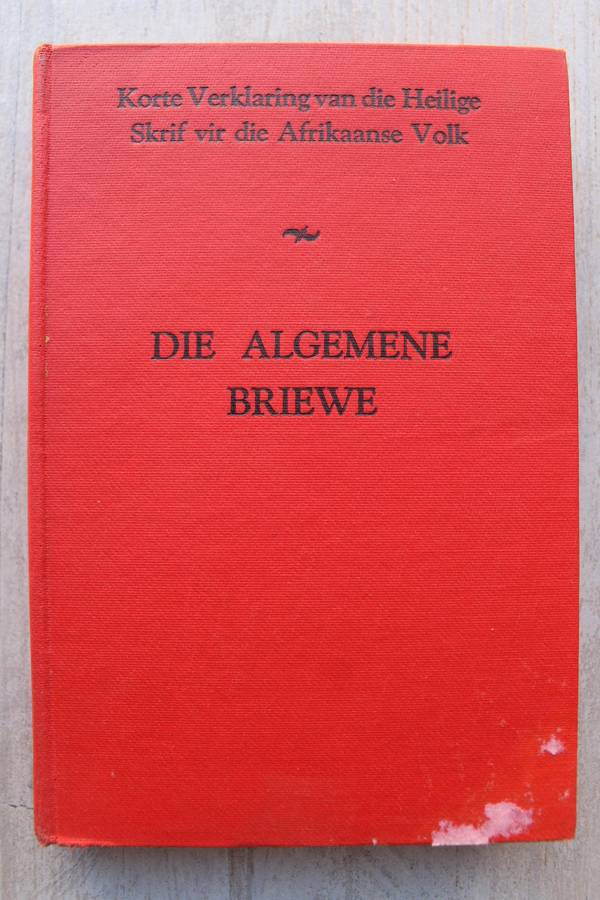 Korte Verklaring van die Heilige
Skrif vir die Afrikaanse Volk
DIE ALGEMENE
BRIEWE